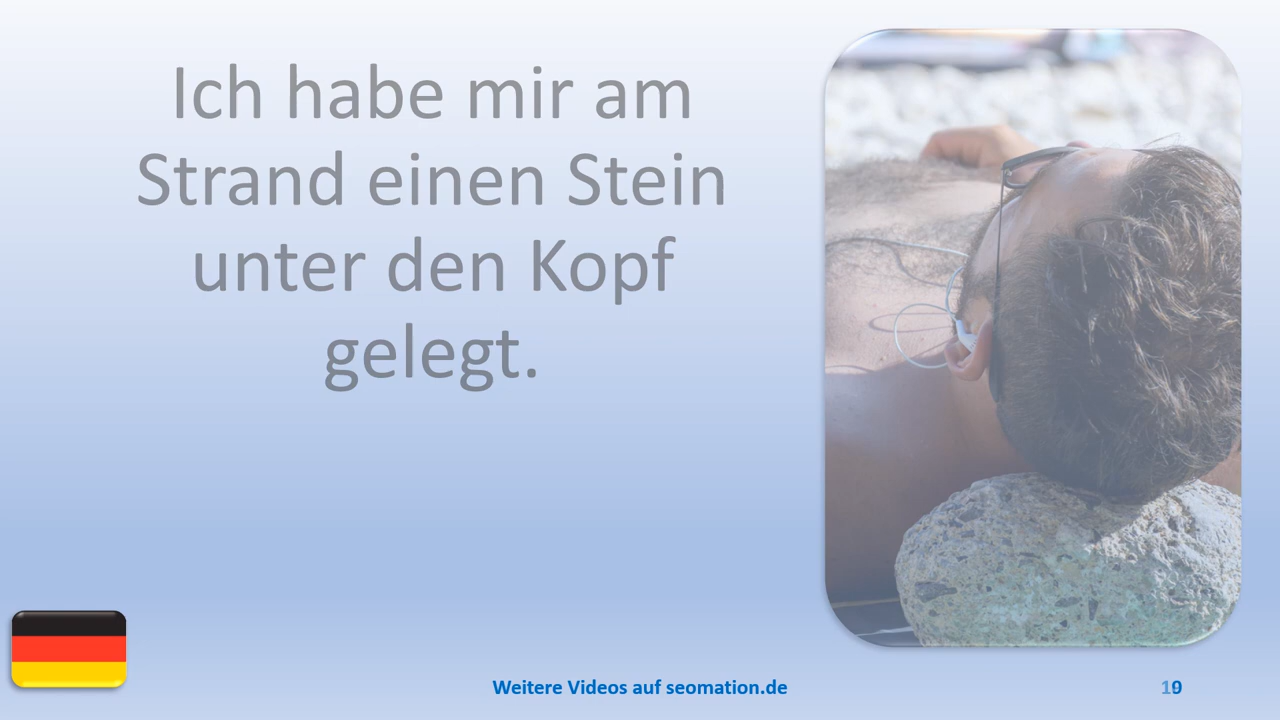 Ich habe mir am
Strand einen Stein
unter den Kopf
gelegt.
Weitere Videos auf seomation.de